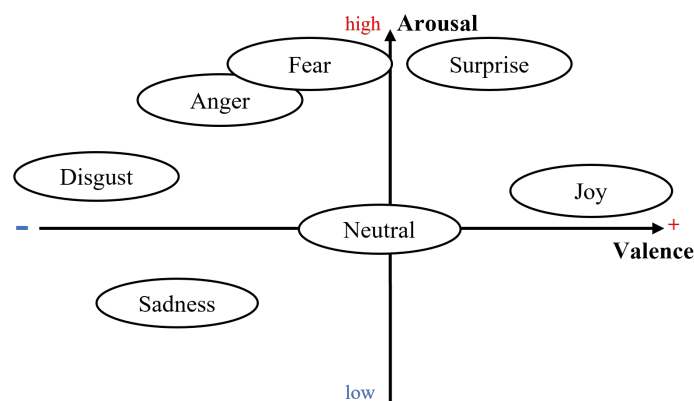 high Arousal
Fear
Surprise
Anger
Disgust
Joy
Neutral
- +
Valence
Sadness
low